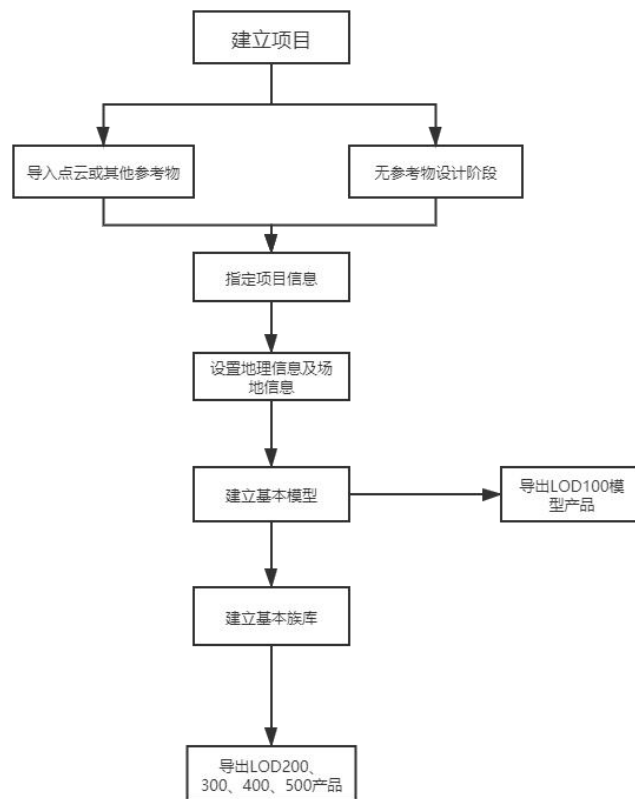 建立项目
导入点云或其他参考物
无参考物设计阶段
指定项目信息
设置地理信息及场
地信息
建立基本模型
导出LOD100模
型产品
建立基本族库
导出LOD200、
300、400、500产品